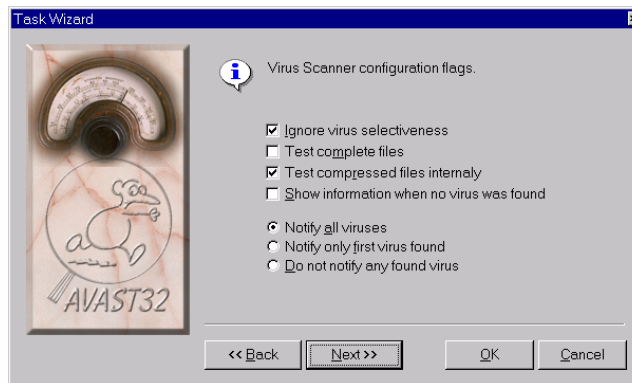 Task Wizard
Virus Scanner configuration flags.
Ignore virus selectiveness
Test complete files
Test compressed files internaly
Show information when no virus was found
Notify all viruses
Notify only first virus found
Do not notify any found virus
AVAST32
<< Back
Next >>
OK
Cancel